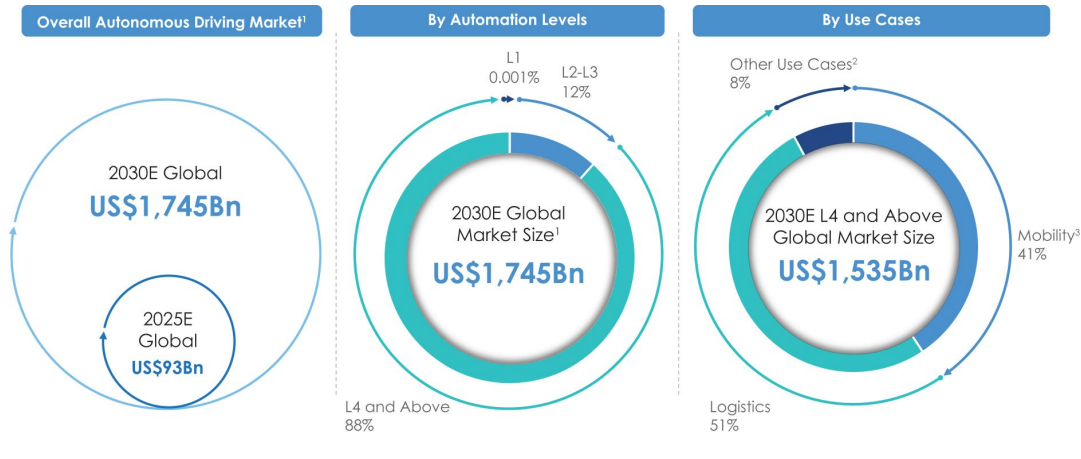 Overall Autonomous Driving Market¹
2030E Global
US$1,745Bn
2025E
Global
US$93Bn
By Automation Levels
L1
0.001%
L2-L3
12%
2030E Global
Market Size¹
US$1,745Bn
L4 and Above
88%
By Use Cases
Other Use Cases²
8%
2030E L4 and Above
Global Market Size
US$1,535Bn
Mobility³
41%
Logistics
51%